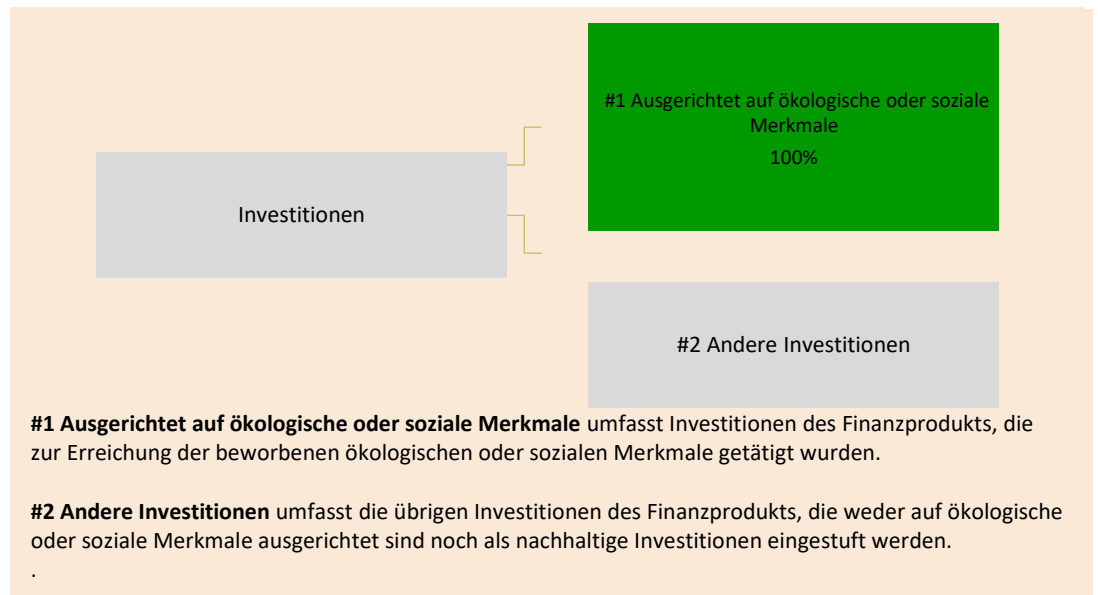 #1 Ausgerichtet auf ökologische oder soziale
Merkmale
100%
Investitionen
#2 Andere Investitionen
#1 Ausgerichtet auf ökologische oder soziale Merkmale umfasst Investitionen des Finanzprodukts, die
zur Erreichung der beworbenen ökologischen oder sozialen Merkmale getätigt wurden.
#2 Andere Investitionen umfasst die übrigen Investitionen des Finanzprodukts, die weder auf ökologische
oder soziale Merkmale ausgerichtet sind noch als nachhaltige Investitionen eingestuft werden.
.